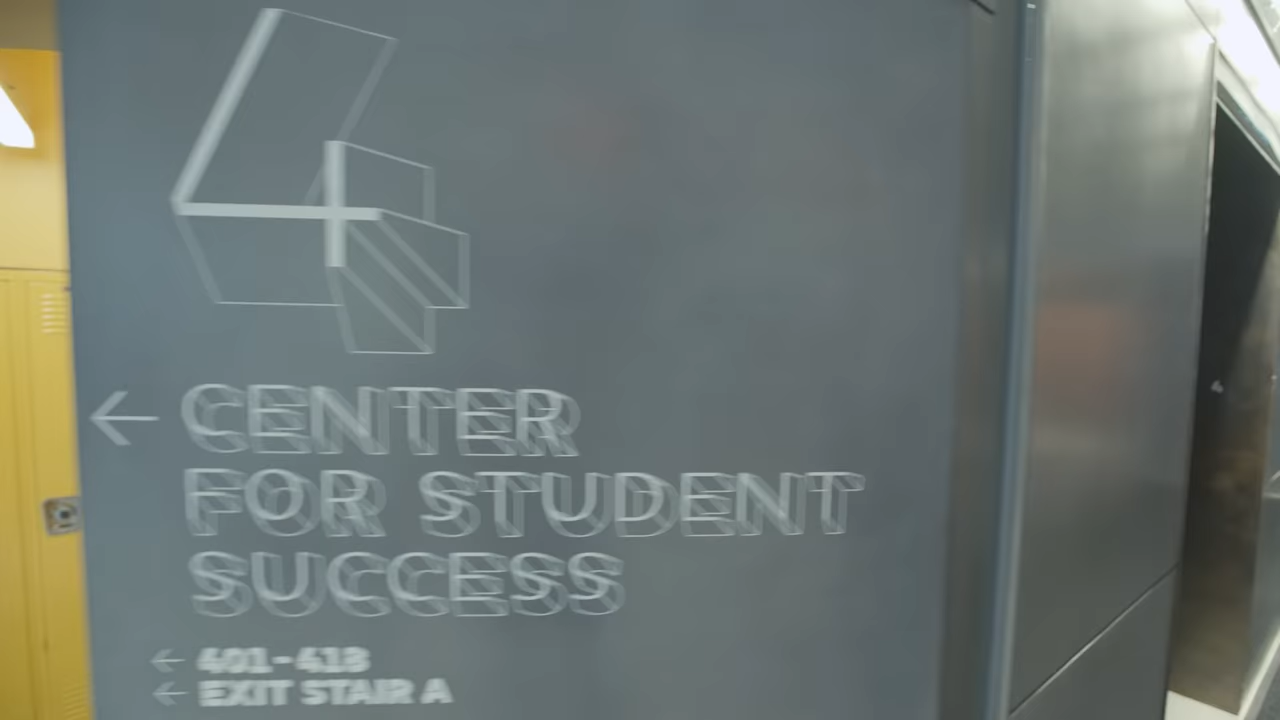 4
← CENTER
FOR STUDENT
SUCCESS
← 401-418
← EXIT STAIR A